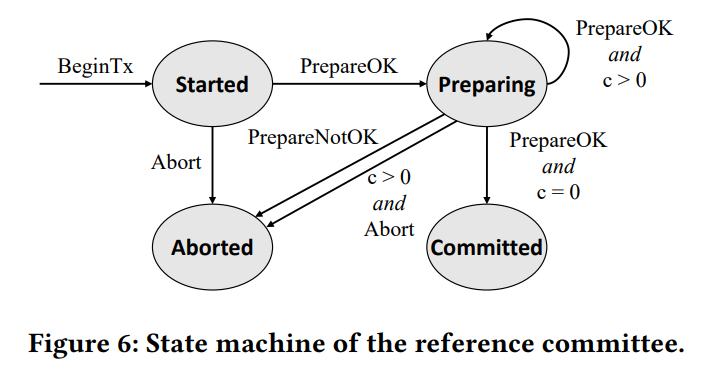 PrepareOK
and
c > 0
BeginTx
Started
PrepareOK
Preparing
Abort
PrepareNotOK
c > 0
and
Abort
PrepareOK
and
c = 0
Aborted
Committed
Figure 6: State machine of the reference committee.